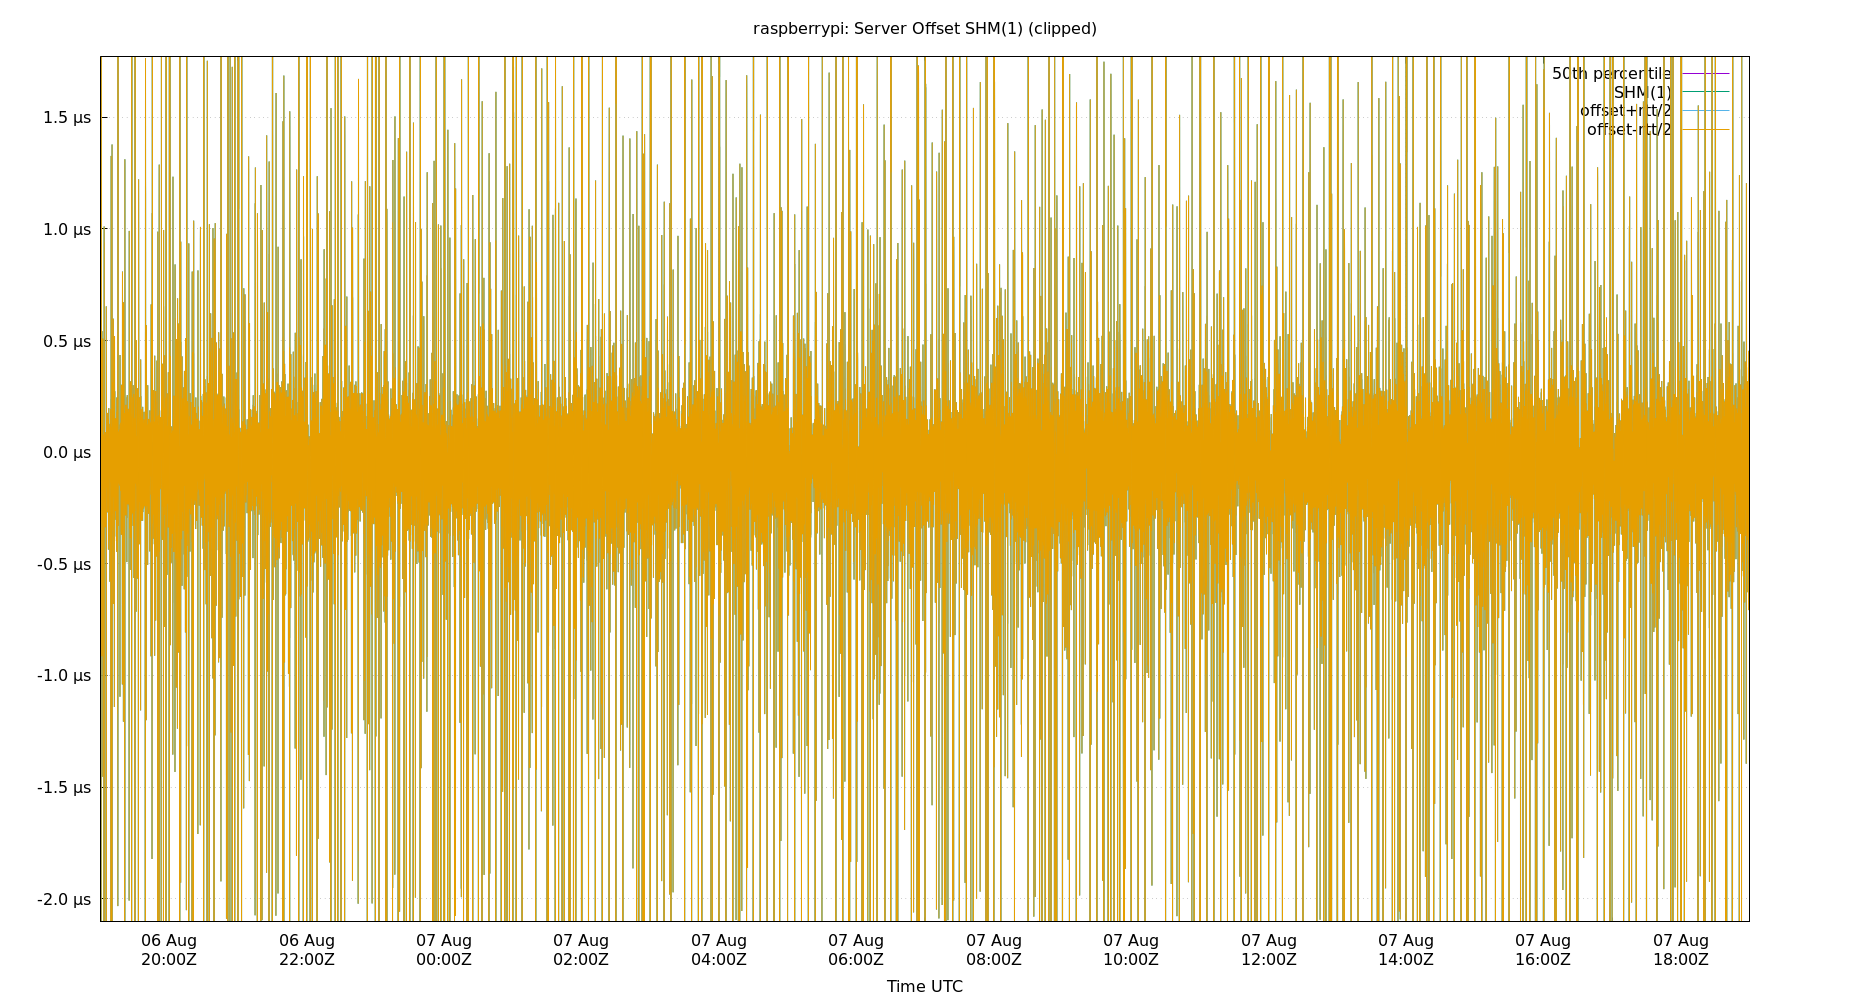 raspberrypi: Server Offset SHM(1) (clipped)
50th percentile
SHM(1)
offset+rtt/2
offset-rtt/2
1.5 µs
1.0 µs
0.5 µs
0.0 µs
-0.5 µs
-1.0 µs
-1.5 µs
-2.0 µs
06 Aug 06 Aug 07 Aug 07 Aug 07 Aug 07 Aug 07 Aug 07 Aug 07 Aug 07 Aug 07 Aug 07 Aug
20:00Z 22:00Z 00:00Z 02:00Z 04:00Z 06:00Z 08:00Z 10:00Z 12:00Z 14:00Z 16:00Z 18:00Z
Time UTC